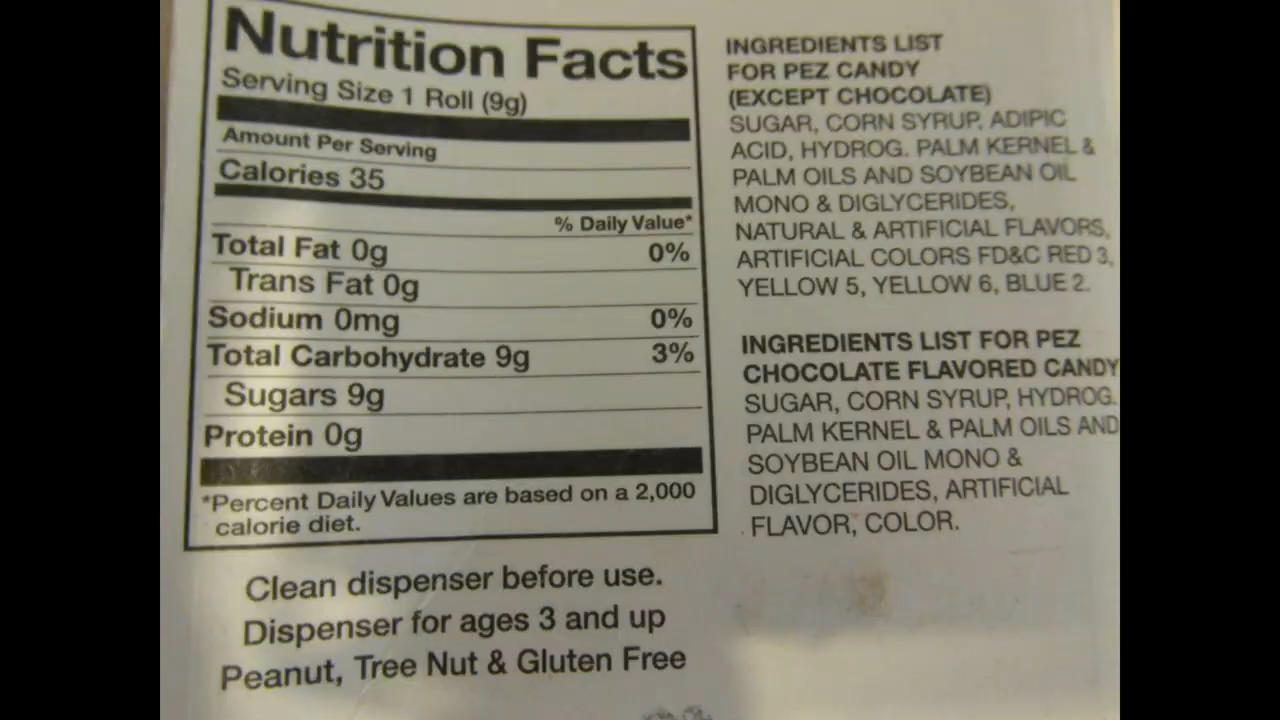 Nutrition Facts
Serving Size 1 Roll (9g)
Amount Per Serving
Calories 35
% Daily Value*
Total Fat 0g 0%
Trans Fat 0g
Sodium 0mg 0%
Total Carbohydrate 9g 3%
Sugars 9g
Protein 0g
*Percent Daily Values are based on a 2,000
calorie diet.
Clean dispenser before use.
Dispenser for ages 3 and up
Peanut, Tree Nut & Gluten Free
INGREDIENTS LIST
FOR PEZ CANDY
(EXCEPT CHOCOLATE)
SUGAR, CORN SYRUP, ADIPIC
ACID, HYDROG. PALM KERNEL &
PALM OILS AND SOYBEAN OIL
MONO & DIGLYCERIDES,
NATURAL & ARTIFICIAL FLAVORS,
ARTIFICIAL COLORS FD&C RED 3,
YELLOW 5, YELLOW 6, BLUE 2.
INGREDIENTS LIST FOR PEZ
CHOCOLATE FLAVORED CANDY
SUGAR, CORN SYRUP, HYDROG.
PALM KERNEL & PALM OILS AND
SOYBEAN OIL MONO &
DIGLYCERIDES, ARTIFICIAL
FLAVOR, COLOR.